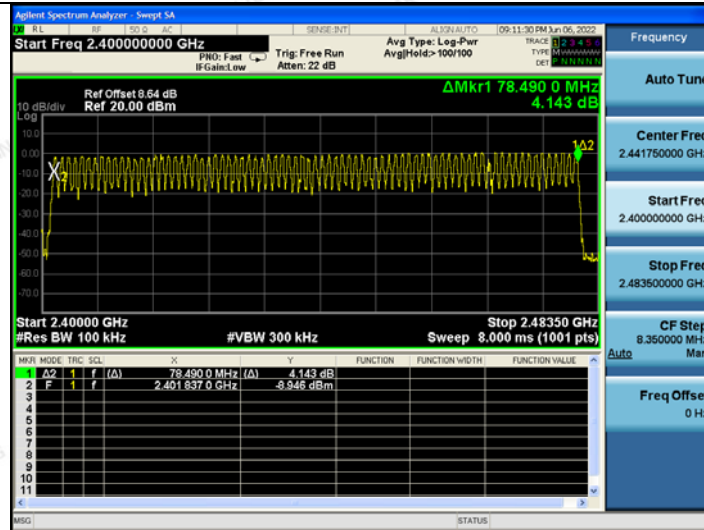 Agilent Spectrum Analyzer - Swept SA
RL RF 50 Ω AC SENSE:INT ALIGNAUTO 09:11:30 PM Jun 06, 2022
Start Freq 2.400000000 GHz
PNO: Fast
IFGain:Low
Trig: Free Run
Atten: 22 dB
Avg Type: Log-Pwr
Avg|Hold:>100/100
TRACE 1 2 3 4 5 6
TYPE M
DET P N N N N N
Ref Offset 8.64 dB
Ref 20.00 dBm
ΔMkr1 78.490 0 MHz
4.143 dB
10 dB/div
Log
10.0
0.00
-10.0
-20.0
-30.0
-40.0
-50.0
-60.0
-70.0
X2
1Δ2
Start 2.40000 GHz
#Res BW 100 kHz
#VBW 300 kHz
Stop 2.48350 GHz
Sweep 8.000 ms (1001 pts)
MKR MODE TRC SCL X Y FUNCTION FUNCTION WIDTH FUNCTION VALUE
1 Δ2 1 f (Δ) 78.490 0 MHz (Δ) 4.143 dB
2 F 1 f 2.401 837 0 GHz -8.946 dBm
3
4
5
6
7
8
9
10
11
MSG STATUS
Frequency
Auto Tune
Center Freq
2.441750000 GHz
Start Freq
2.400000000 GHz
Stop Freq
2.483500000 GHz
CF Step
8.350000 MHz
Auto Man
Freq Offset
0 Hz